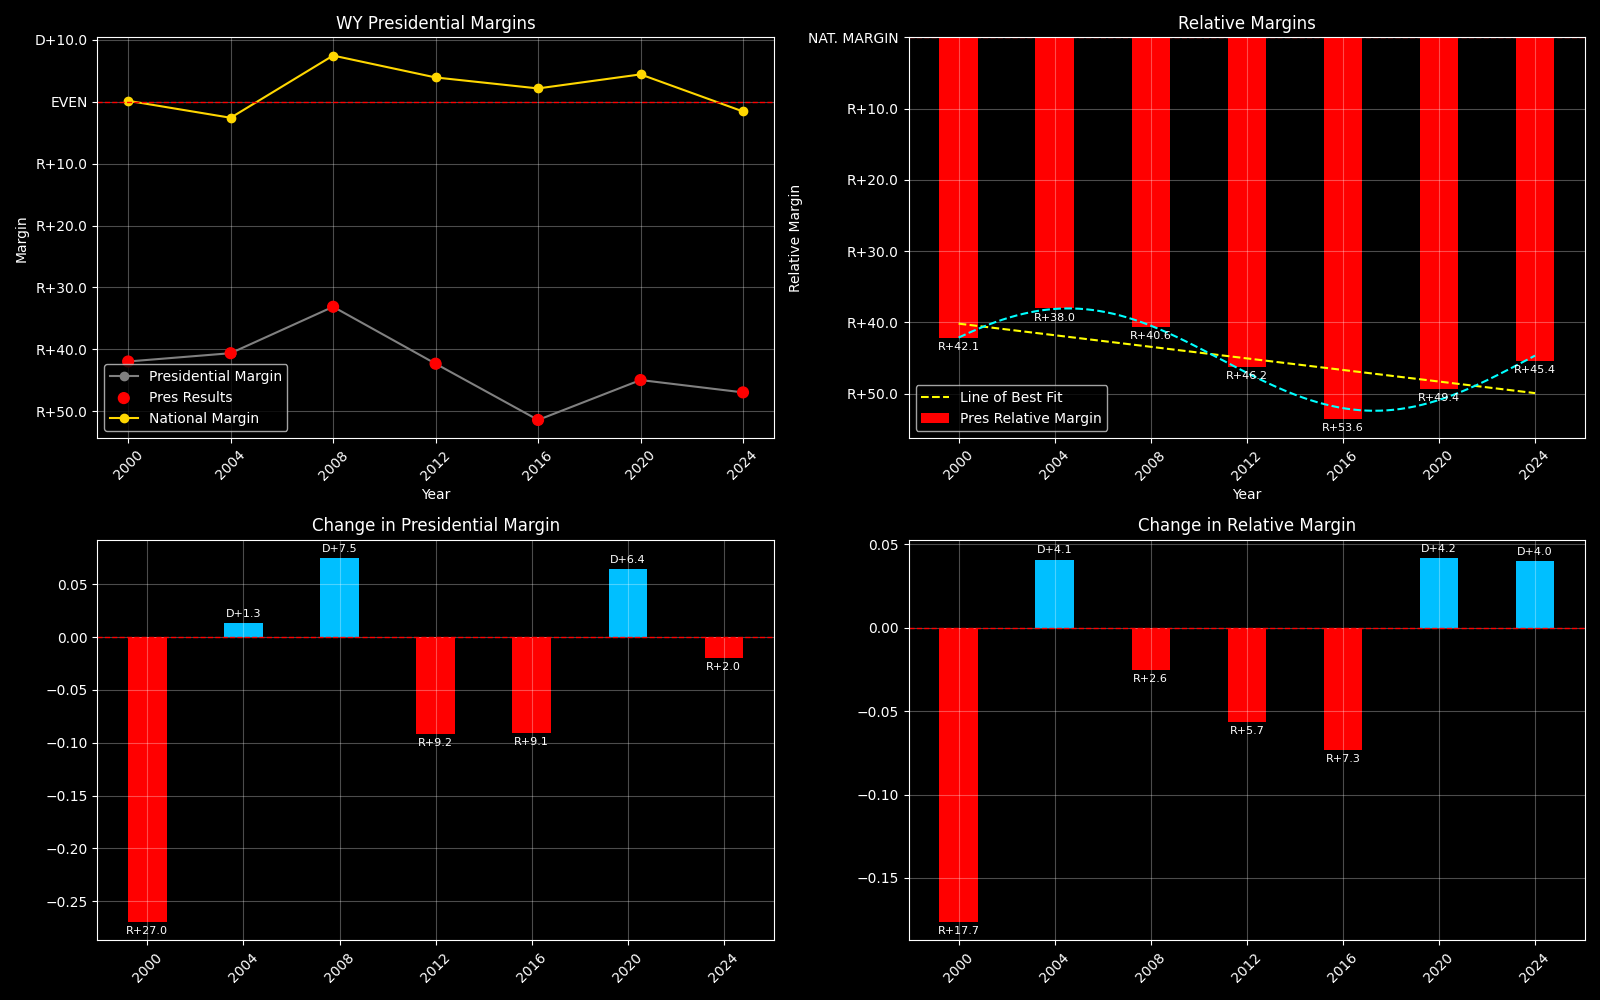 WY Presidential Margins
D+10.0
EVEN
R+10.0
R+20.0
R+30.0
R+40.0
R+50.0
Margin
Presidential Margin
Pres Results
National Margin
2000
2004
2008
2012
2016
2020
2024
Year
Relative Margins
NAT. MARGIN
R+10.0
R+20.0
R+30.0
R+40.0
R+50.0
Relative Margin
R+42.1
R+38.0
R+40.6
R+46.2
R+53.6
R+49.4
R+45.4
Line of Best Fit
Pres Relative Margin
2000
2004
2008
2012
2016
2020
2024
Year
Change in Presidential Margin
0.05
0.00
−0.05
−0.10
−0.15
−0.20
−0.25
R+27.0
D+1.3
D+7.5
R+9.2
R+9.1
D+6.4
R+2.0
2000
2004
2008
2012
2016
2020
2024
Change in Relative Margin
0.05
0.00
−0.05
−0.10
−0.15
R+17.7
D+4.1
R+2.6
R+5.7
R+7.3
D+4.2
D+4.0
2000
2004
2008
2012
2016
2020
2024